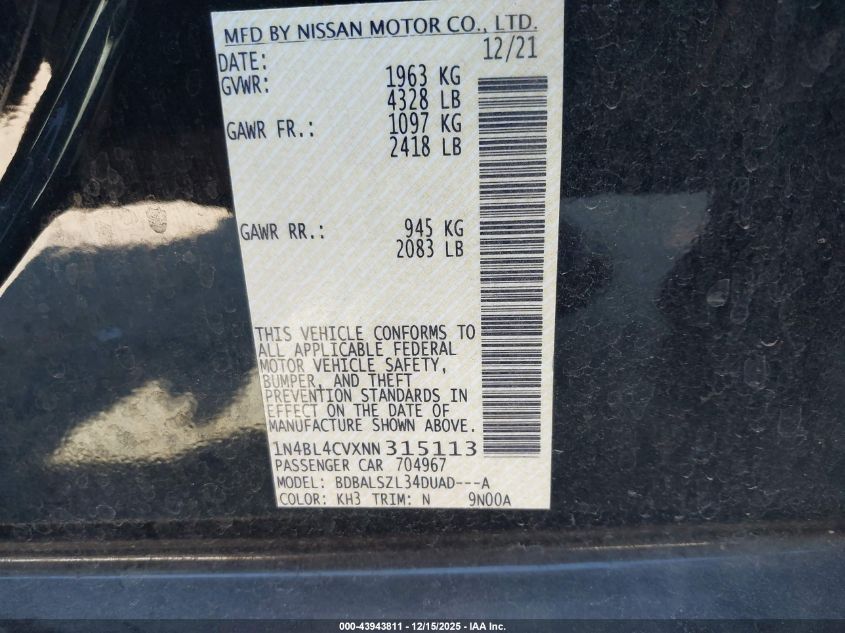 MFD BY NISSAN MOTOR CO., LTD.
DATE: 12/21
GVWR: 1963 KG
4328 LB
GAWR FR.: 1097 KG
2418 LB
GAWR RR.: 945 KG
2083 LB
THIS VEHICLE CONFORMS TO
ALL APPLICABLE FEDERAL
MOTOR VEHICLE SAFETY,
BUMPER, AND THEFT
PREVENTION STANDARDS IN
EFFECT ON THE DATE OF
MANUFACTURE SHOWN ABOVE.
1N4BL4CVXNN315113
PASSENGER CAR 704967
MODEL: BDBALSZL34DUAD---A
COLOR: KH3 TRIM: N 9N00A
000-43943811 - 12/15/2025 - IAA Inc.